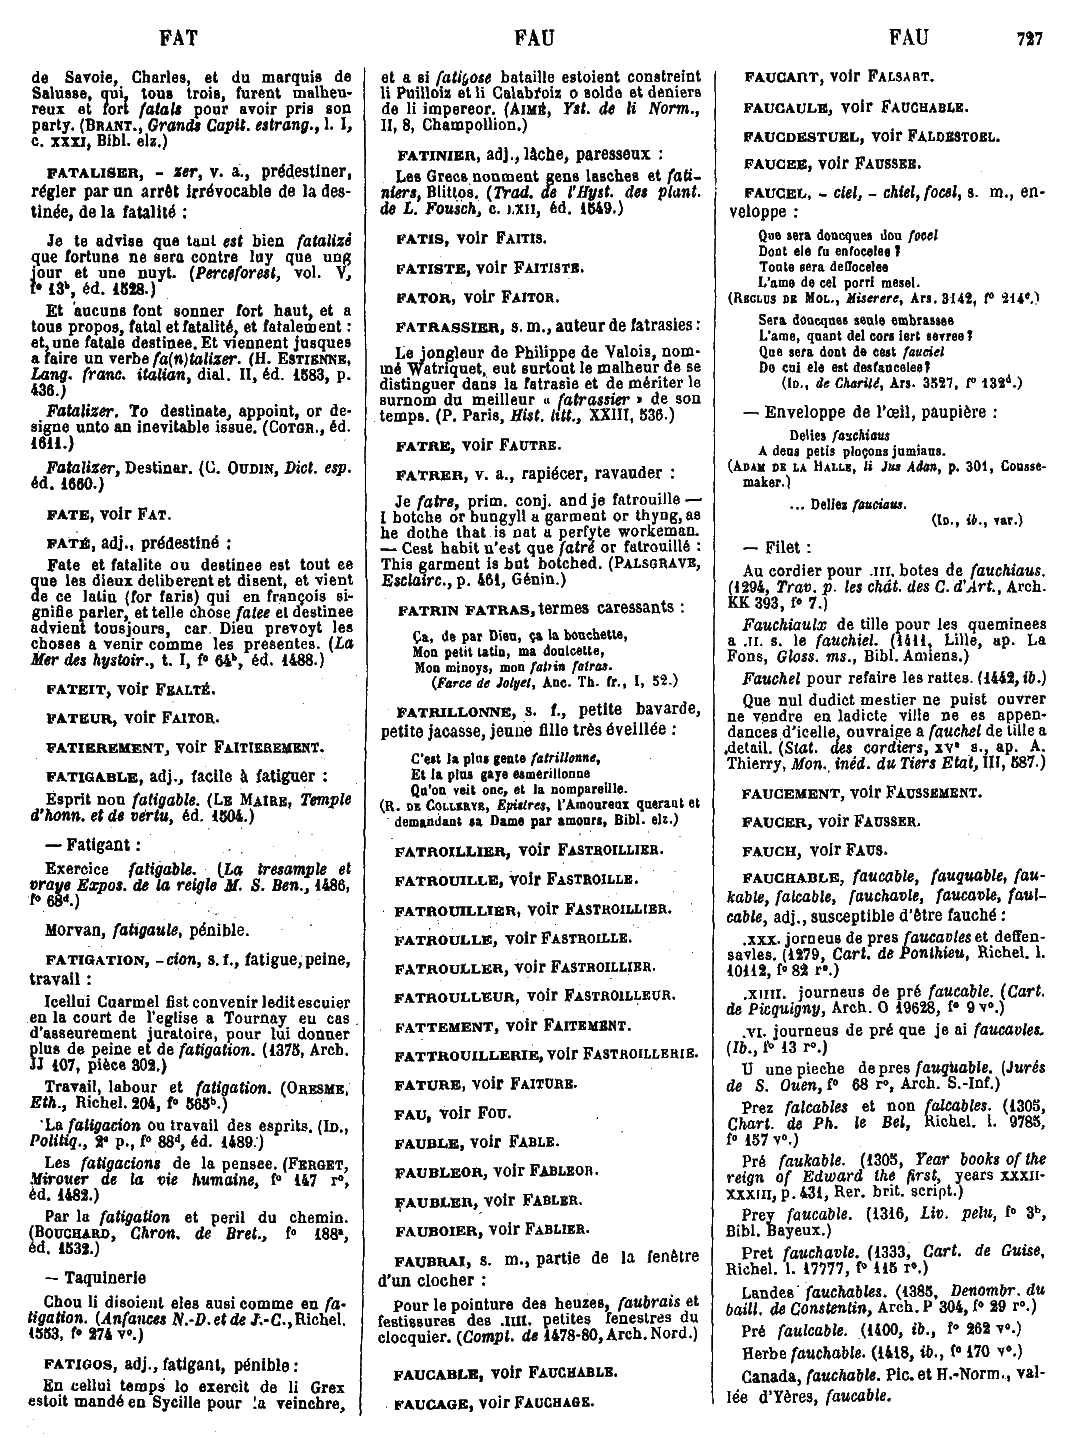 FAT
FAU
FAU
727
de Savoie, Charles, et du marquis de
Salusse, qui, tous trois, furent malheu-
reux et fort fatals pour avoir pris son
party. (BRANT., Grands Capit. estrang., l. I,
c. XXXI, Bibl. elz.)
FATALISER, - zer, v. a., prédestiner,
régler par un arrêt irrévocable de la des-
tinée, de la fatalité :
Je te advise que tant est bien fatalizé
que fortune ne sera contre luy que ung
jour et une nuyt. (Perceforest, vol. V,
f° 13ᵇ, éd. 1528.)
Et aucuns font sonner fort haut, et a
tous propos, fatal et fatalité, et fatalement :
et, une fatale destinee. Et viennent jusques
a faire un verbe fa(n)talizer. (H. ESTIENNE,
Lang. franc. italian, dial. II, éd. 1583, p.
436.)
Fatalizer. To destinate, appoint, or de-
signe unto an inevitable issue. (COTGR., éd.
1611.)
Fatalizer, Destinar. (C. OUDIN, Dict. esp.
éd. 1660.)
FATE, voir FAT.
FATÉ, adj., prédestiné :
Fate et fatalite ou destinee est tout ce
que les dieux deliberent et disent, et vient
de ce latin (for faris) qui en françois si-
gnifie parler, et telle chose fatee et destinee
advient tousjours, car Dieu prevoyt les
choses a venir comme les presentes. (La
Mer des hystoir., t. I, f° 64ᵇ, éd. 1488.)
FATEIT, voir FEALTÉ.
FATEUR, voir FAITOR.
FATIEREMENT, voir FAITIEREMENT.
FATIGABLE, adj., facile à fatiguer :
Esprit non fatigable. (LE MAIRE, Temple
d'honn. et de vertu, éd. 1504.)
— Fatigant :
Exercice fatigable. (La tresample et
vraye Expos. de la reigle M. S. Ben., 1486,
f° 68ᵈ.)
Morvan, fatigaule, pénible.
FATIGATION, -cion, s. f., fatigue, peine,
travail :
Icellui Cuarmel fist convenir ledit escuier
en la court de l'eglise a Tournay eu cas
d'asseurement juratoire, pour lui donner
plus de peine et de fatigation. (1375, Arch.
JJ 107, pièce 302.)
Travail, labour et fatigation. (ORESME,
Eth., Richel. 204, f° 565ᵇ.)
La fatigacion ou travail des esprits. (ID.,
Politiq., 2ᵉ p., f° 88ᵈ, éd. 1489.)
Les fatigacions de la pensee. (FERGET,
Mirouer de la vie humaine, f° 147 r°,
éd. 1482.)
Par la fatigation et peril du chemin.
(BOUCHARD, Chron. de Bret., f° 188ᵃ,
éd. 1532.)
— Taquinerie
Chou li disoient eles ausi comme en fa-
tigation. (Anfances N.-D. et de J.-C., Richel.
1553, f° 274 v°.)
FATIGOS, adj., fatigant, pénible :
En cellui temps lo exercit de li Grex
estoit mandé en Sycille pour la veinchre,
et a si fatigose bataille estoient constreint
li Puilloiz et li Calabroiz o solde et deniers
de li impereor. (AIMÉ, Yst. de li Norm.,
II, 8, Champollion.)
FATINIER, adj., lâche, paresseux :
Les Grecs nonment gens lasches et fati-
niers, Blittos. (Trad. de l'Hyst. des plant.
de L. Fousch, c. LXII, éd. 1549.)
FATIS, voir FAITIS.
FATISTE, voir FAITISTE.
FATOR, voir FAITOR.
FATRASSIER, s. m., auteur de fatrasies :
Le jongleur de Philippe de Valois, nom-
mé Watriquet, eut surtout le malheur de se
distinguer dans la fatrasie et de mériter le
surnom du meilleur « fatrassier » de son
temps. (P. Paris, Hist. litt., XXIII, 536.)
FATRE, voir FAUTRE.
FATRER, v. a., rapiécer, ravauder :
Je fatre, prim. conj. and je fatrouille —
I botche or bungyll a garment or thyng, as
he dothe that is nat a perfyte workeman.
— Cest habit n'est que fatré or fatrouillé :
This garment is but botched. (PALSGRAVE,
Esclairc., p. 461, Génin.)
FATRIN FATRAS, termes caressants :
Ça, de par Dieu, ça la bouchette,
Mon petit tatin, ma doulcette,
Mon minoys, mon fatrin fatras.
(Farce de Jolyet, Anc. Th. fr., I, 52.)
FATRILLONNE, s. f., petite bavarde,
petite jacasse, jeune fille très éveillée :
C'est la plus gente fatrillonne,
Et la plus gaye esmerillonne
Qu'on veit onc, et la nompareille.
(R. DE COLLERYE, Epistres, l'Amoureux querant et
demandant sa Dame par amours, Bibl. elz.)
FATROILLIER, voir FASTROILLIER.
FATROUILLE, voir FASTROILLE.
FATROUILLIER, voir FASTROILLIER.
FATROULLE, voir FASTROILLE.
FATROULLER, voir FASTROILLIER.
FATROULLEUR, voir FASTROILLEUR.
FATTEMENT, voir FAITEMENT.
FATTROUILLERIE, voir FASTROILLERIE.
FATURE, voir FAITURE.
FAU, voir FOU.
FAUBLE, voir FABLE.
FAUBLEOR, voir FABLEOR.
FAUBLER, voir FABLER.
FAUBOIER, voir FABLIER.
FAUBRAI, s. m., partie de la fenêtre
d'un clocher :
Pour le pointure des heuzes, faubrais et
festissures des .IIII. petites fenestres du
clocquier. (Compt. de 1478-80, Arch. Nord.)
FAUCABLE, voir FAUCHABLE.
FAUCAGE, voir FAUCHAGE.
FAUCART, voir FALSART.
FAUCAULE, voir FAUCHABLE.
FAUCDESTUEL, voir FALDESTOEL.
FAUCEE, voir FAUSSEE.
FAUCEL, - ciel, - chiel, focel, s. m., en-
veloppe :
Que sera doncques dou focel
Dont ele fu enfocelee ?
Toute sera deffocelee
L'ame de cel porri mesel.
(RECLUS DE MOL., Miserere, Ars. 3142, f° 214ᵉ.)
Sera doncques seule embrassee
L'ame, quant del cors iert sevree ?
Que sera dont de cest fauciel
De cui ele est desfancelee ?
(ID., de Charité, Ars. 3527, f° 132ᵈ.)
— Enveloppe de l'œil, paupière :
Delies fauchiaus
A deus petis ploçons jumiaus.
(ADAM DE LA HALLE, li Jus Adan, p. 301, Cousse-
maker.)
... Deliez fauciaus.
(ID., ib., var.)
— Filet :
Au cordier pour .III. botes de fauchiaus.
(1294, Trav. p. les chât. des C. d'Art., Arch.
KK 393, f° 7.)
Fauchiaulx de tille pour les queminees
a .II. s. le fauchiel. (1411, Lille, ap. La
Fons, Gloss. ms., Bibl. Amiens.)
Fauchel pour refaire les rattes. (1442, ib.)
Que nul dudict mestier ne puist ouvrer
ne vendre en ladicte ville ne es appen-
dances d'icelle, ouvraige a fauchel de tille a
detail. (Stat. des cordiers, XVᵉ s., ap. A.
Thierry, Mon. inéd. du Tiers Etat, III, 587.)
FAUCEMENT, voir FAUSSEMENT.
FAUCER, voir FAUSSER.
FAUCH, voir FAUS.
FAUCHABLE, faucable, fauquable, fau-
kable, falcable, fauchavle, faucavle, faul-
cable, adj., susceptible d'être fauché :
.XXX. jorneus de pres faucavles et deffen-
savles. (1279, Cart. de Ponthieu, Richel. l.
10112, f° 82 r°.)
.XIIII. journeus de pré faucable. (Cart.
de Picquigny, Arch. O 19628, f° 9 v°.)
.VI. journeus de pré que je ai faucavles.
(Ib., f° 13 r°.)
U une pieche de pres fauquable. (Jurés
de S. Ouen, f° 68 r°, Arch. S.-Inf.)
Prez falcables et non falcables. (1305,
Chart. de Ph. le Bel, Richel. l. 9785,
f° 157 v°.)
Pré faukable. (1305, Year books of the
reign of Edward the first, years XXXII-
XXXIII, p. 431, Rer. brit. script.)
Prey faucable. (1316, Liv. pelu, f° 3ᵇ,
Bibl. Bayeux.)
Pret fauchavle. (1333, Cart. de Guise,
Richel. l. 17777, f° 115 r°.)
Landes fauchables. (1385, Denombr. du
baill. de Constentin, Arch. P 304, f° 29 r°.)
Pré faulcable. (1400, ib., f° 262 v°.)
Herbe fauchable. (1418, ib., f° 170 v°.)
Canada, fauchable. Pic. et H.-Norm., val-
lée d'Yères, faucable.